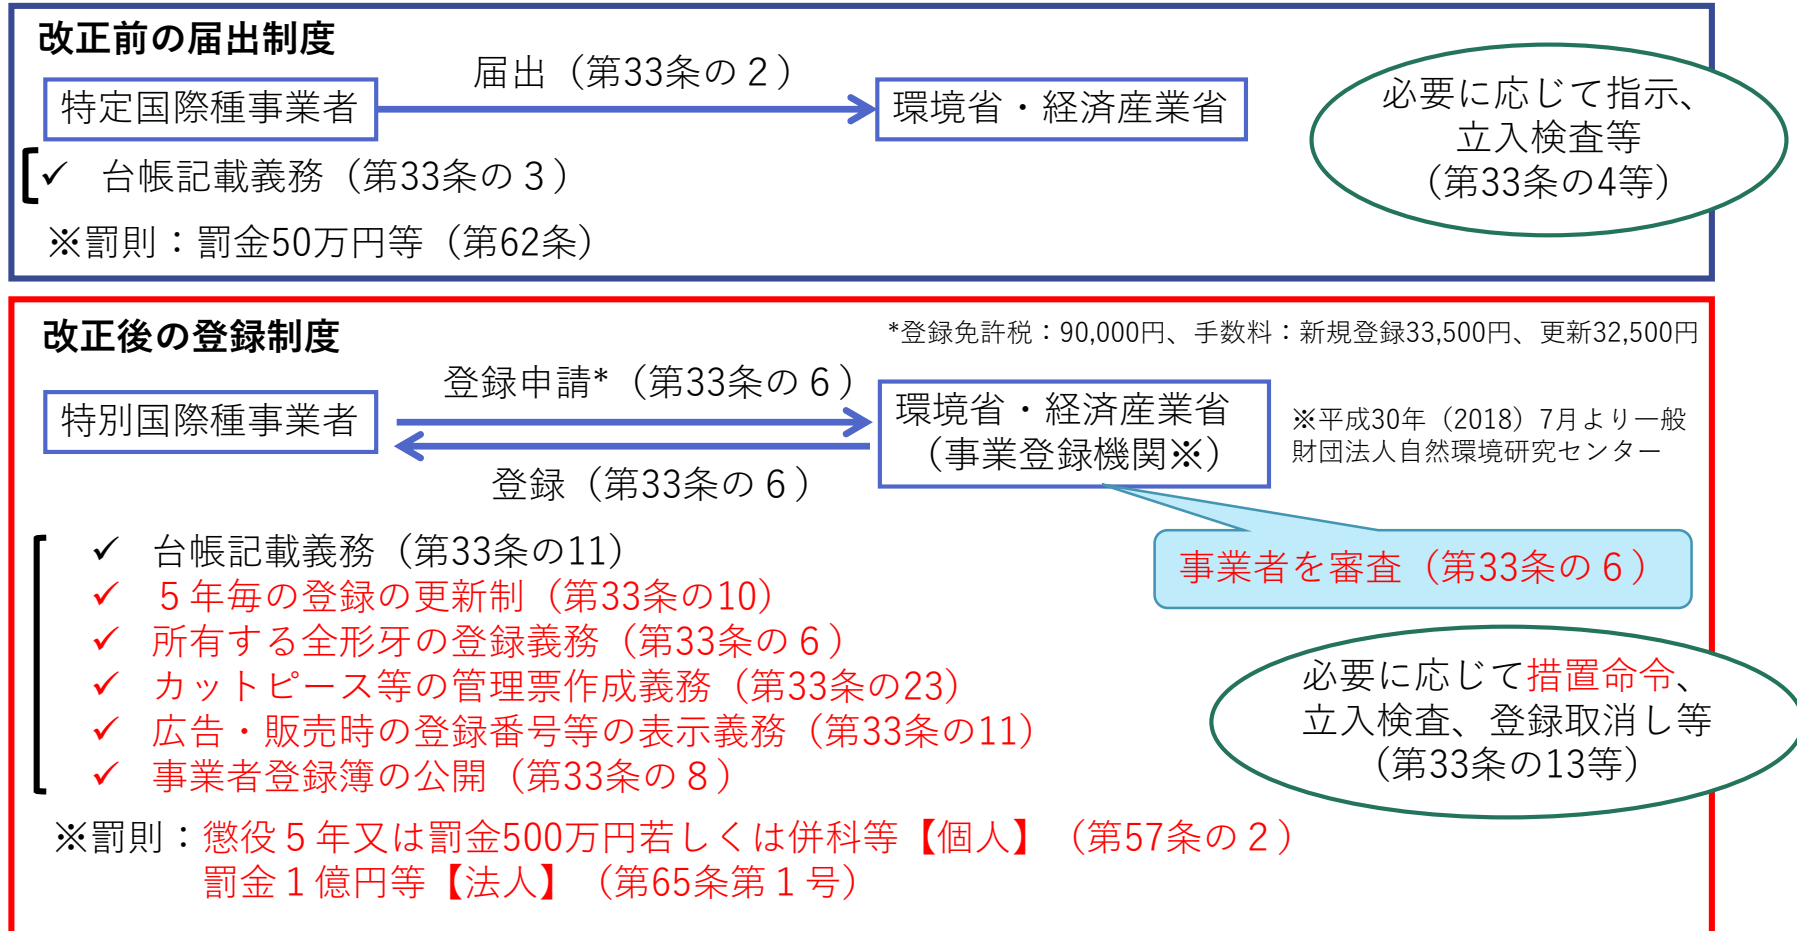 改正前の届出制度
届出（第33条の２）
特定国際種事業者
環境省・経済産業省
必要に応じて指示、
立入検査等
（第33条の4等）
✓ 台帳記載義務（第33条の３）
※罰則：罰金50万円等（第62条）
改正後の登録制度
*登録免許税：90,000円、手数料：新規登録33,500円、更新32,500円
登録申請*（第33条の６）
特別国際種事業者
環境省・経済産業省
（事業登録機関※）
※平成30年（2018）7月より一般
財団法人自然環境研究センター
登録（第33条の６）
事業者を審査（第33条の６）
✓ 台帳記載義務（第33条の11）
✓ ５年毎の登録の更新制（第33条の10）
✓ 所有する全形牙の登録義務（第33条の６）
✓ カットピース等の管理票作成義務（第33条の23）
✓ 広告・販売時の登録番号等の表示義務（第33条の11）
✓ 事業者登録簿の公開（第33条の８）
必要に応じて措置命令、
立入検査、登録取消し等
（第33条の13等）
※罰則：懲役５年又は罰金500万円若しくは併科等【個人】（第57条の２）
罰金１億円等【法人】（第65条第１号）